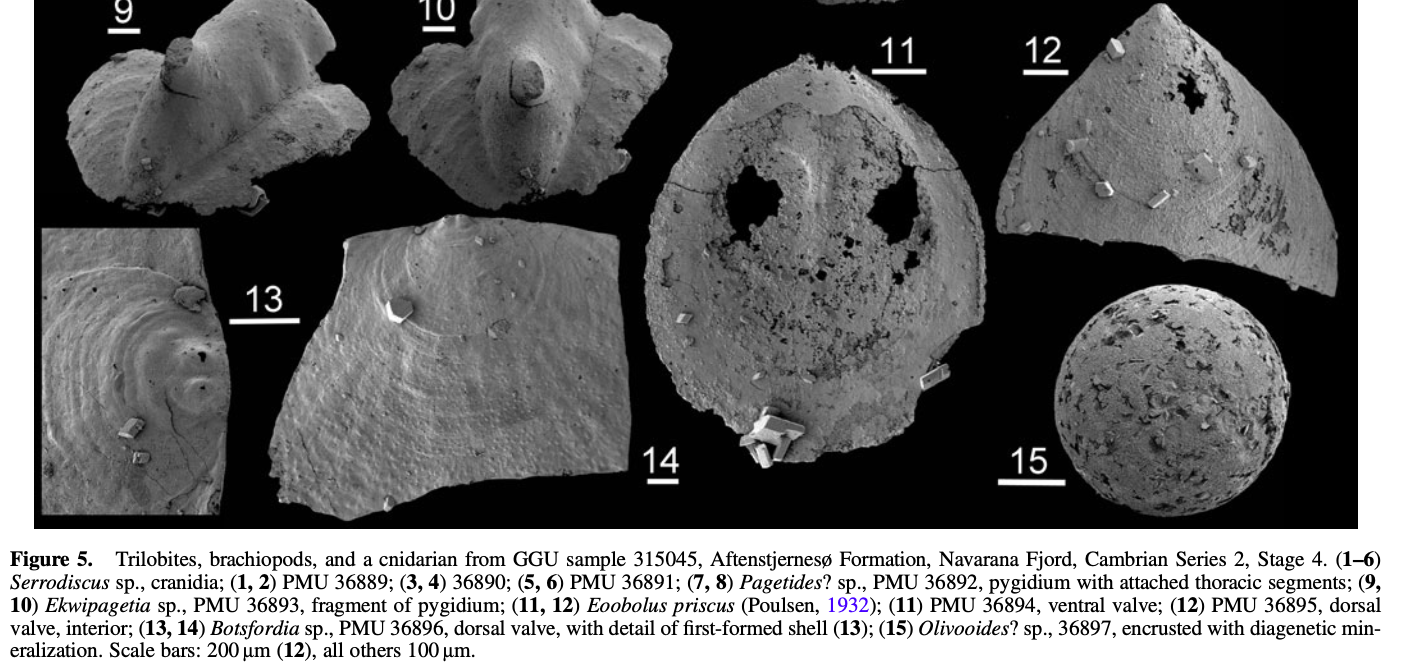 9
10
11
12
13
14
15
Figure 5. Trilobites, brachiopods, and a cnidarian from GGU sample 315045, Aftenstjernesø Formation, Navarana Fjord, Cambrian Series 2, Stage 4. (1–6)
Serrodiscus sp., cranidia; (1, 2) PMU 36889; (3, 4) 36890; (5, 6) PMU 36891; (7, 8) Pagetides? sp., PMU 36892, pygidium with attached thoracic segments; (9,
10) Ekwipagetia sp., PMU 36893, fragment of pygidium; (11, 12) Eoobolus priscus (Poulsen, 1932); (11) PMU 36894, ventral valve; (12) PMU 36895, dorsal
valve, interior; (13, 14) Botsfordia sp., PMU 36896, dorsal valve, with detail of first-formed shell (13); (15) Olivooides? sp., 36897, encrusted with diagenetic min-
eralization. Scale bars: 200 μm (12), all others 100 μm.